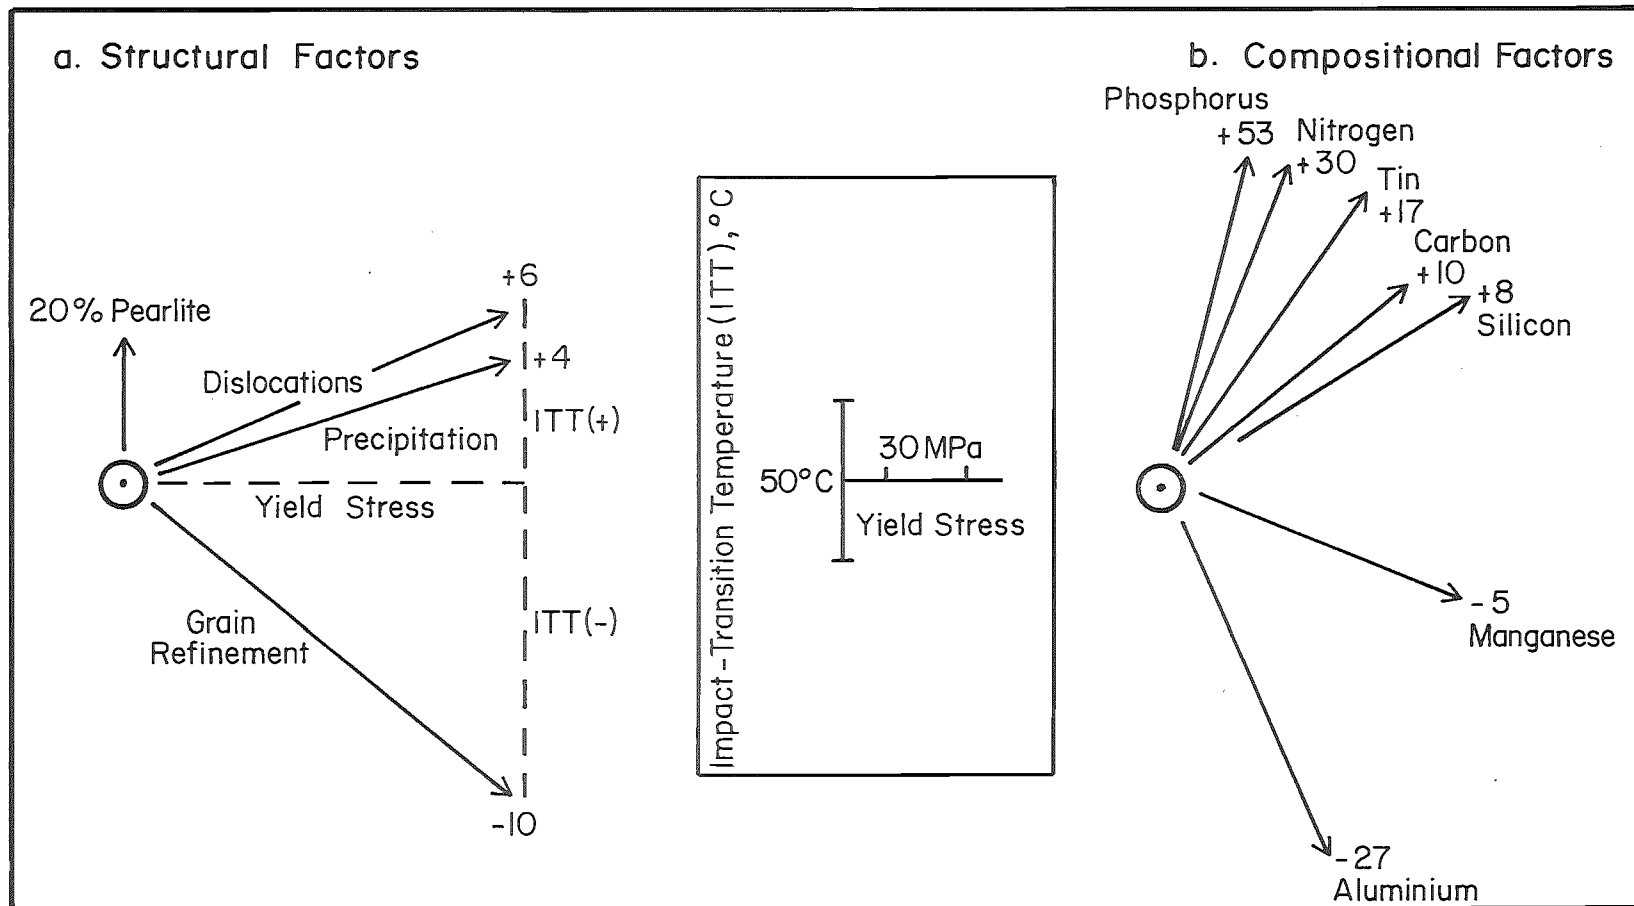 a. Structural Factors
20% Pearlite
+6
Dislocations
+4
Precipitation
ITT(+)
Yield Stress
ITT(-)
Grain
Refinement
-10
Impact-Transition Temperature (ITT), °C
30 MPa
50°C
Yield Stress
b. Compositional Factors
Phosphorus
+53
Nitrogen
+30
Tin
+17
Carbon
+10
+8
Silicon
-5
Manganese
-27
Aluminium